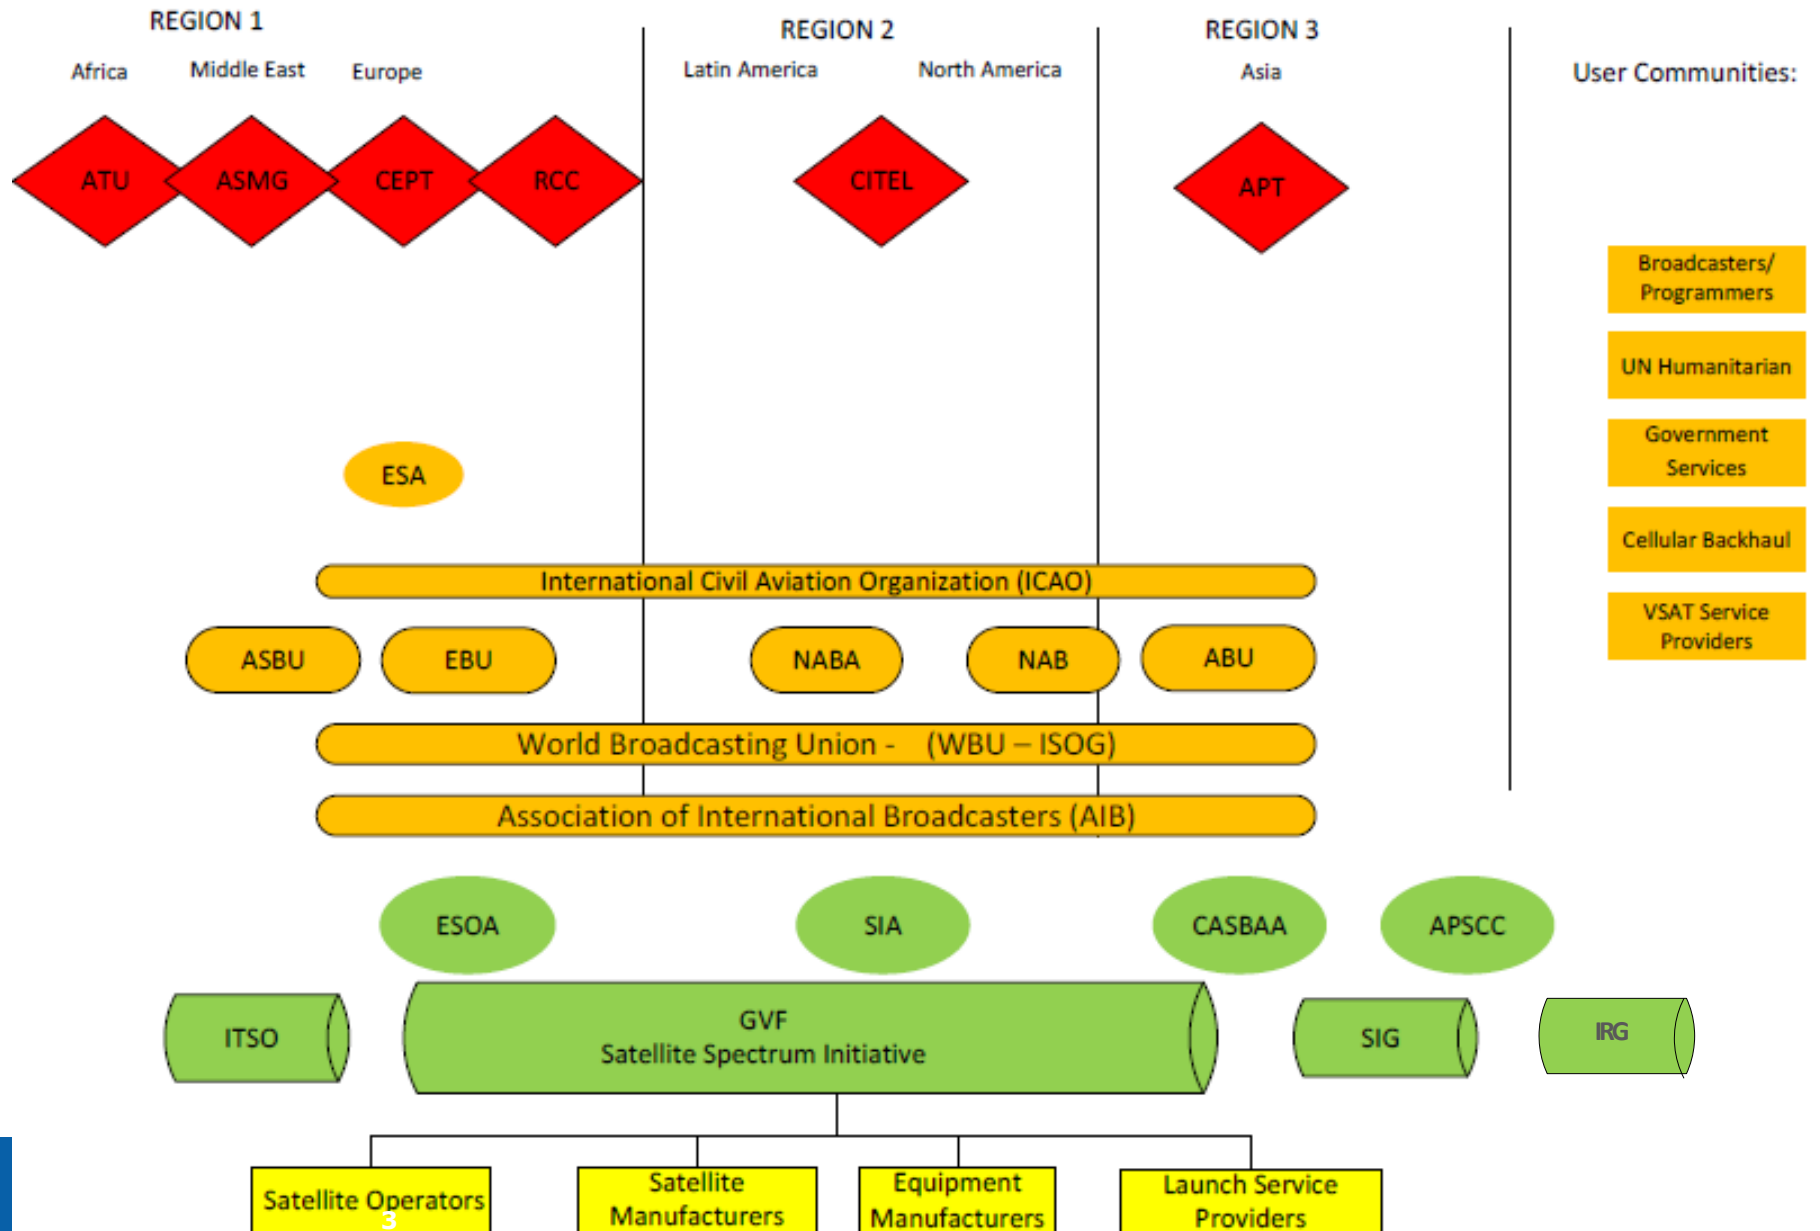 REGION 1
REGION 2
REGION 3
Africa
Middle East
Europe
Latin America
North America
Asia
User Communities:
ATU
ASMG
CEPT
RCC
CITEL
APT
Broadcasters/
Programmers
UN Humanitarian
Government
Services
Cellular Backhaul
VSAT Service
Providers
ESA
International Civil Aviation Organization (ICAO)
ASBU
EBU
NABA
NAB
ABU
World Broadcasting Union - (WBU – ISOG)
Association of International Broadcasters (AIB)
ESOA
SIA
CASBAA
APSCC
ITSO
GVF
Satellite Spectrum Initiative
SIG
IRG
Satellite Operators
Satellite
Manufacturers
Equipment
Manufacturers
Launch Service
Providers
3